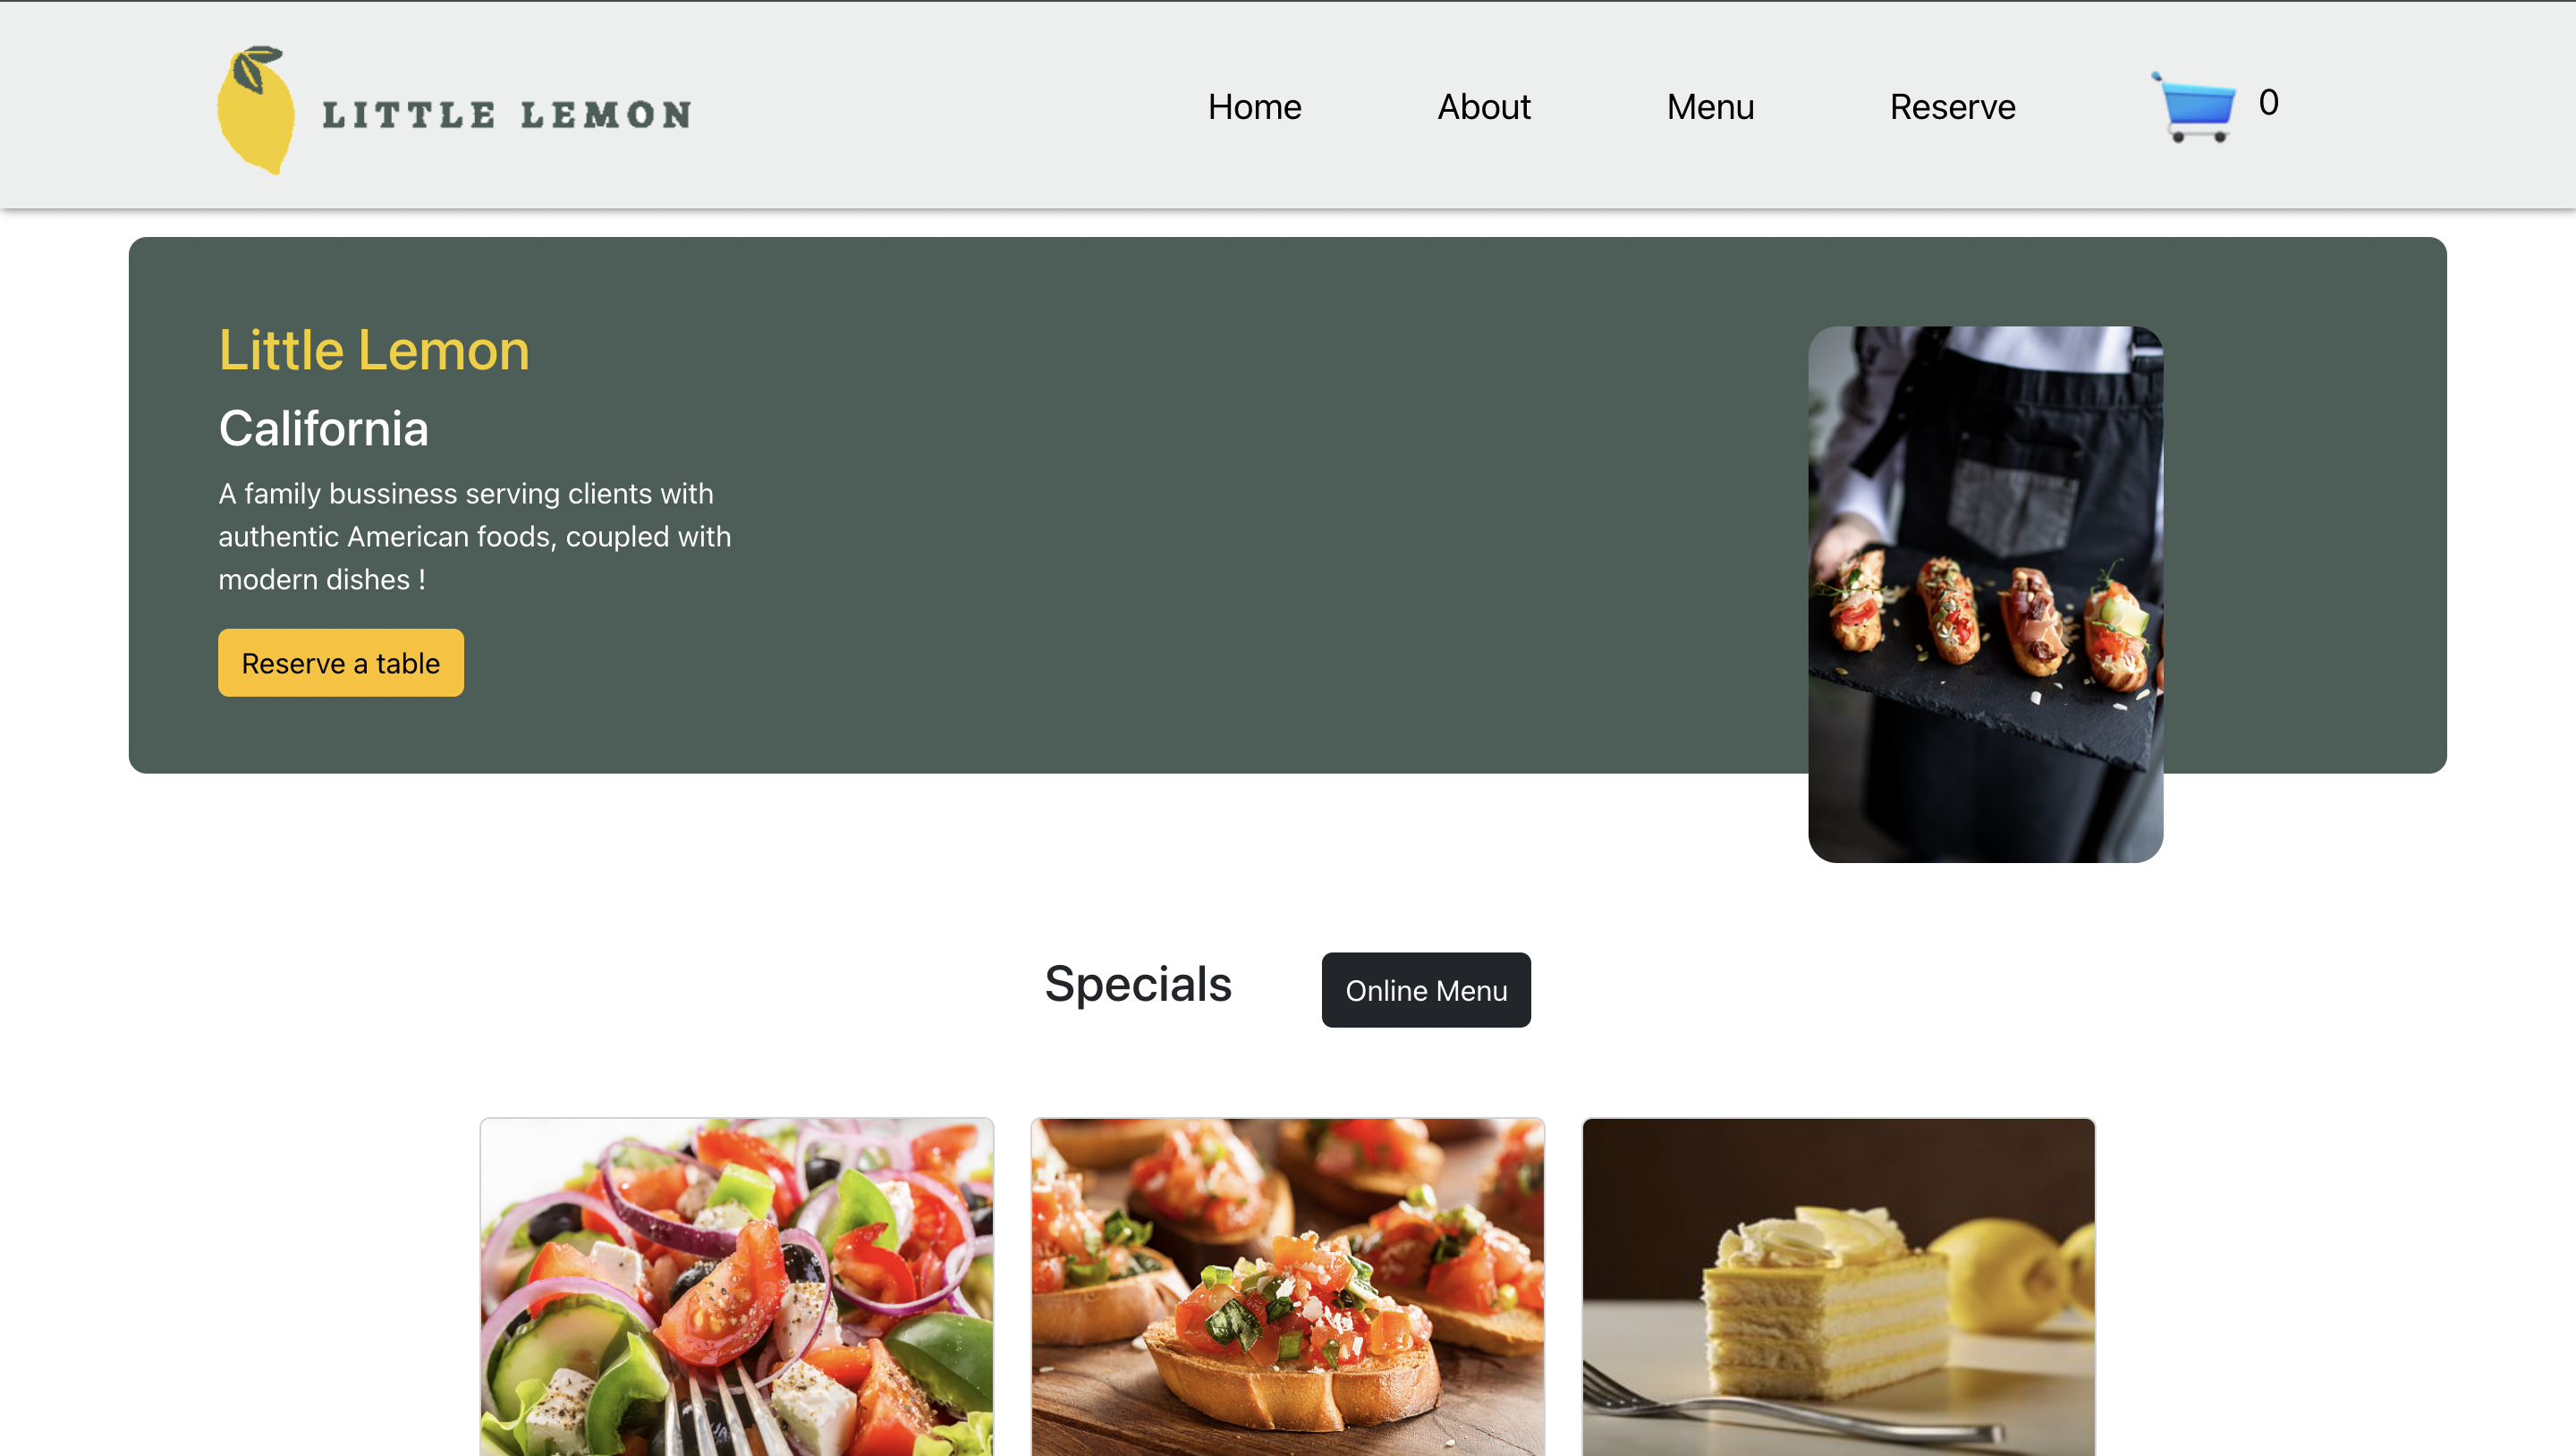 LITTLE LEMON
Home
About
Menu
Reserve
0
Little Lemon
California
A family bussiness serving clients with
authentic American foods, coupled with
modern dishes !
Reserve a table
Specials
Online Menu